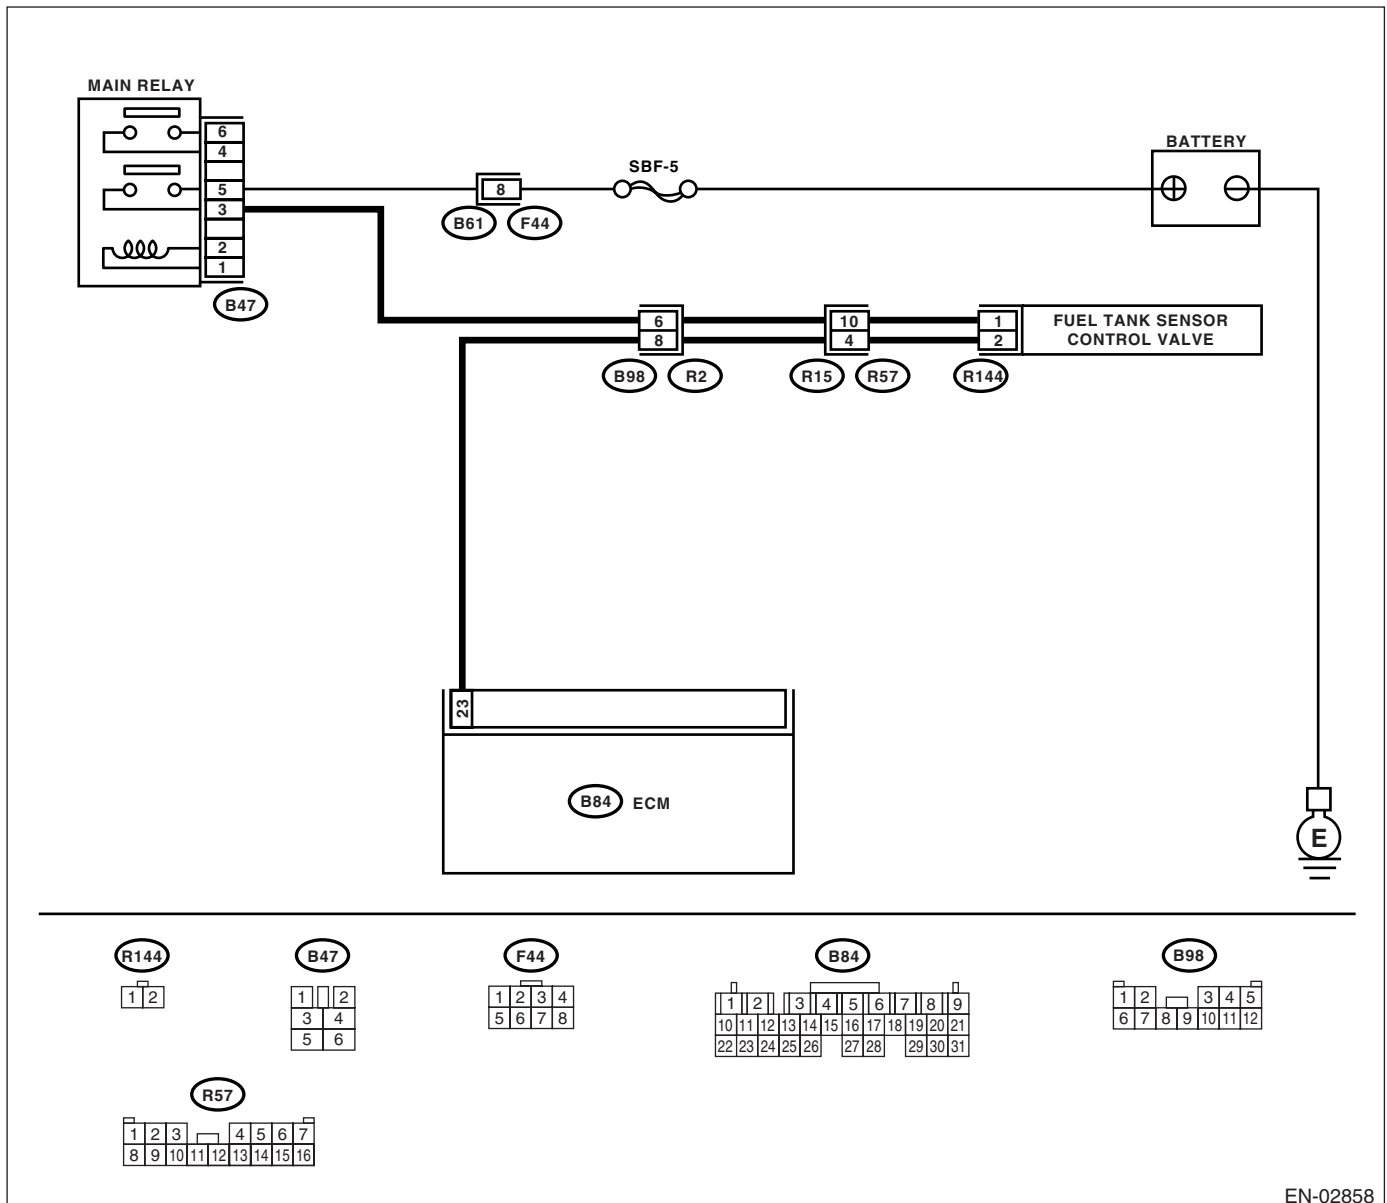 MAIN RELAY
6
4
5
3
2
1
B47
8
B61 F44
SBF-5
BATTERY
6
8
B98 R2
10
4
R15 R57
1
2
R144
FUEL TANK SENSOR
CONTROL VALVE
23
B84 ECM
E
R144
1 2
B47
1 2
3 4
5 6
F44
1 2 3 4
5 6 7 8
B84
1 2 3 4 5 6 7 8 9
10 11 12 13 14 15 16 17 18 19 20 21
22 23 24 25 26 27 28 29 30 31
B98
1 2 3 4 5
6 7 8 9 10 11 12
R57
1 2 3 4 5 6 7
8 9 10 11 12 13 14 15 16
EN-02858